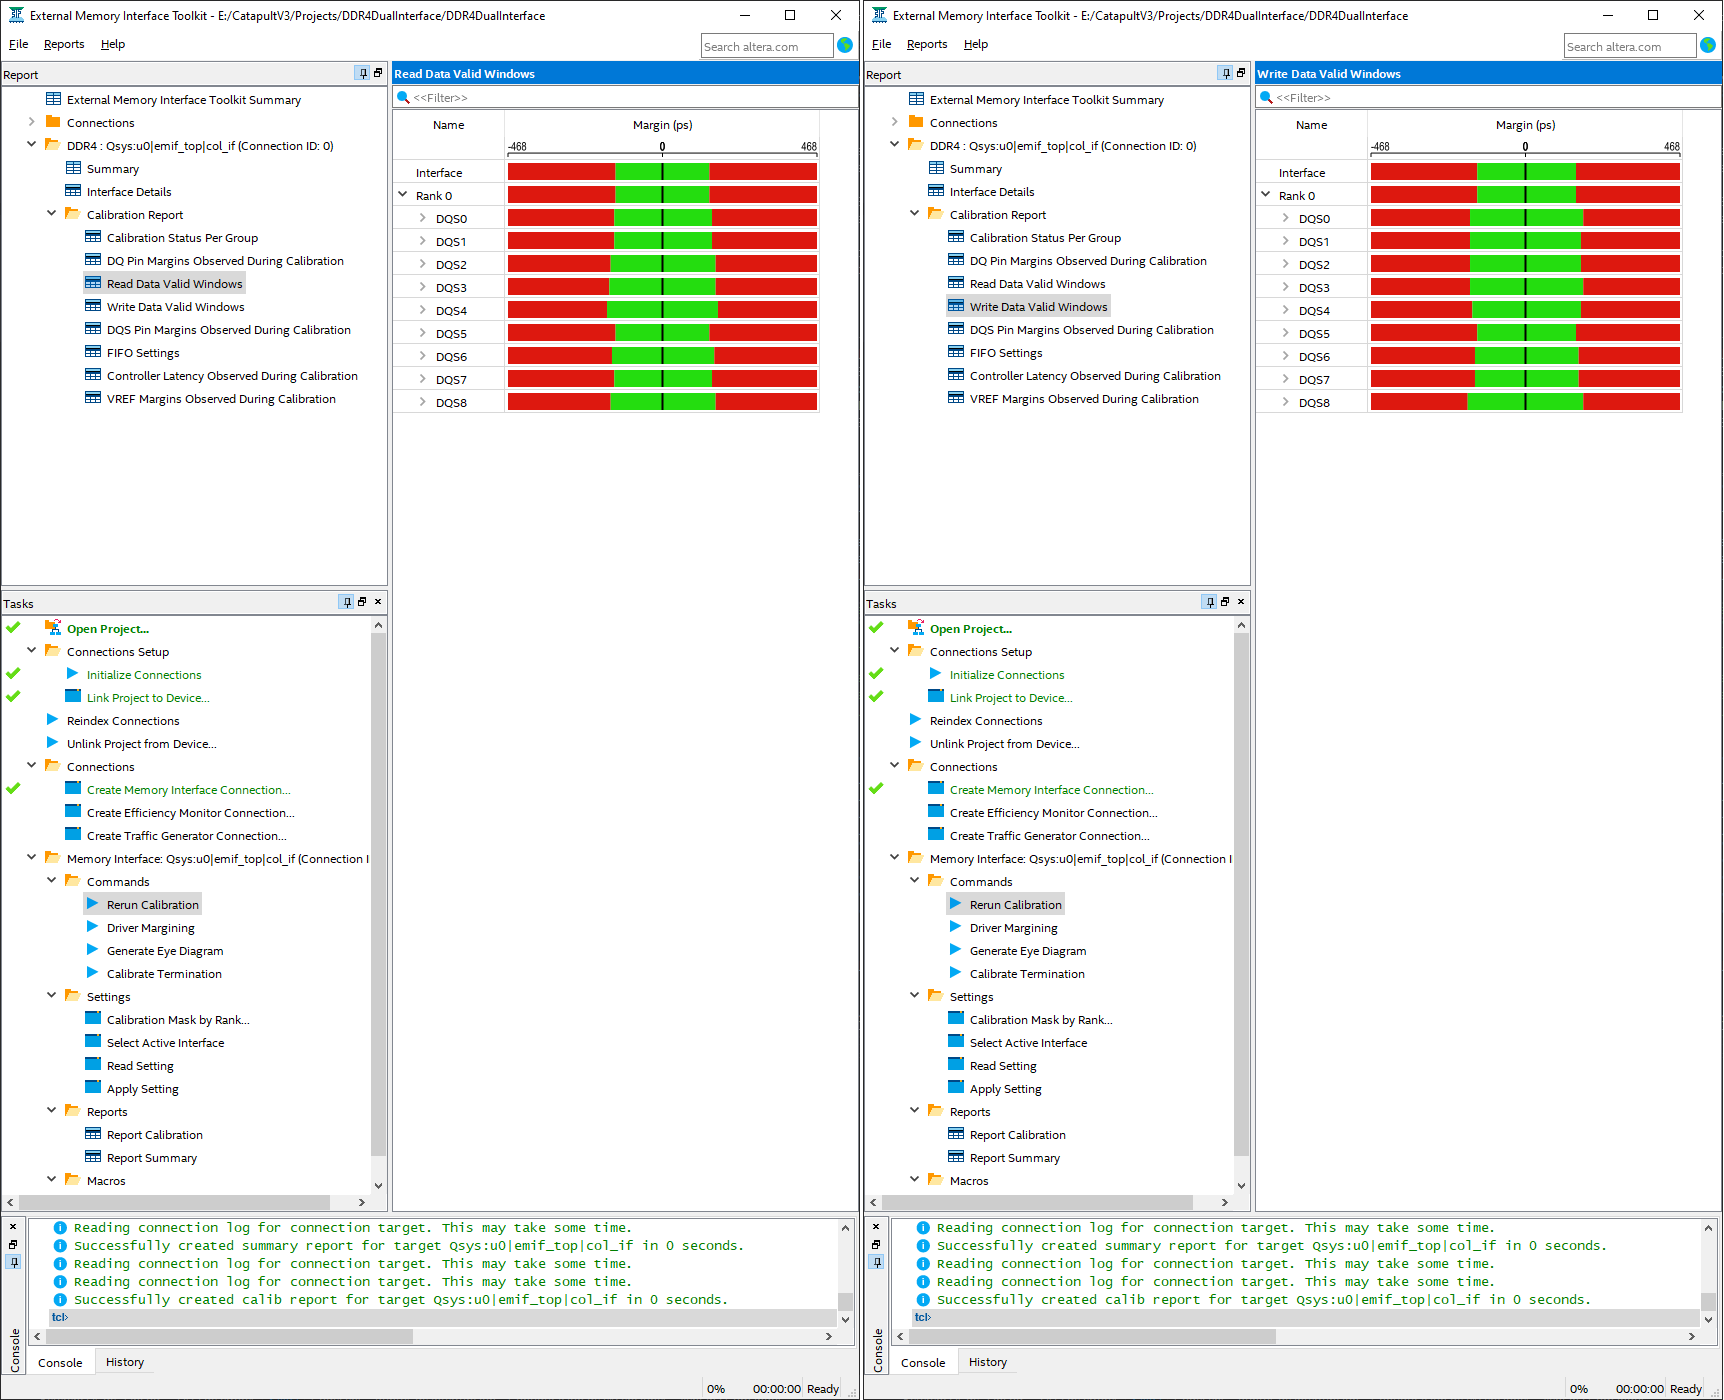 External Memory Interface Toolkit - E:/CatapultV3/Projects/DDR4DualInterface/DDR4DualInterface
File Reports Help
Search altera.com
Report
External Memory Interface Toolkit Summary
Connections
DDR4 : Qsys:u0|emif_top|col_if (Connection ID: 0)
Summary
Interface Details
Calibration Report
Calibration Status Per Group
DQ Pin Margins Observed During Calibration
Read Data Valid Windows
Write Data Valid Windows
DQS Pin Margins Observed During Calibration
FIFO Settings
Controller Latency Observed During Calibration
VREF Margins Observed During Calibration
Read Data Valid Windows
<<Filter>>
Name Margin (ps)
-468 0 468
Interface
Rank 0
DQS0
DQS1
DQS2
DQS3
DQS4
DQS5
DQS6
DQS7
DQS8
Tasks
Open Project...
Connections Setup
Initialize Connections
Link Project to Device...
Reindex Connections
Unlink Project from Device...
Connections
Create Memory Interface Connection...
Create Efficiency Monitor Connection...
Create Traffic Generator Connection...
Memory Interface: Qsys:u0|emif_top|col_if (Connection I
Commands
Rerun Calibration
Driver Margining
Generate Eye Diagram
Calibrate Termination
Settings
Calibration Mask by Rank...
Select Active Interface
Read Setting
Apply Setting
Reports
Report Calibration
Report Summary
Macros
Reading connection log for connection target. This may take some time.
Successfully created summary report for target Qsys:u0|emif_top|col_if in 0 seconds.
Reading connection log for connection target. This may take some time.
Reading connection log for connection target. This may take some time.
Successfully created calib report for target Qsys:u0|emif_top|col_if in 0 seconds.
tcl>
Console
Console History
0% 00:00:00 Ready
External Memory Interface Toolkit - E:/CatapultV3/Projects/DDR4DualInterface/DDR4DualInterface
File Reports Help
Search altera.com
Report
External Memory Interface Toolkit Summary
Connections
DDR4 : Qsys:u0|emif_top|col_if (Connection ID: 0)
Summary
Interface Details
Calibration Report
Calibration Status Per Group
DQ Pin Margins Observed During Calibration
Read Data Valid Windows
Write Data Valid Windows
DQS Pin Margins Observed During Calibration
FIFO Settings
Controller Latency Observed During Calibration
VREF Margins Observed During Calibration
Write Data Valid Windows
<<Filter>>
Name Margin (ps)
-468 0 468
Interface
Rank 0
DQS0
DQS1
DQS2
DQS3
DQS4
DQS5
DQS6
DQS7
DQS8
Tasks
Open Project...
Connections Setup
Initialize Connections
Link Project to Device...
Reindex Connections
Unlink Project from Device...
Connections
Create Memory Interface Connection...
Create Efficiency Monitor Connection...
Create Traffic Generator Connection...
Memory Interface: Qsys:u0|emif_top|col_if (Connection I
Commands
Rerun Calibration
Driver Margining
Generate Eye Diagram
Calibrate Termination
Settings
Calibration Mask by Rank...
Select Active Interface
Read Setting
Apply Setting
Reports
Report Calibration
Report Summary
Macros
Reading connection log for connection target. This may take some time.
Successfully created summary report for target Qsys:u0|emif_top|col_if in 0 seconds.
Reading connection log for connection target. This may take some time.
Reading connection log for connection target. This may take some time.
Successfully created calib report for target Qsys:u0|emif_top|col_if in 0 seconds.
tcl>
Console
Console History
0% 00:00:00 Ready